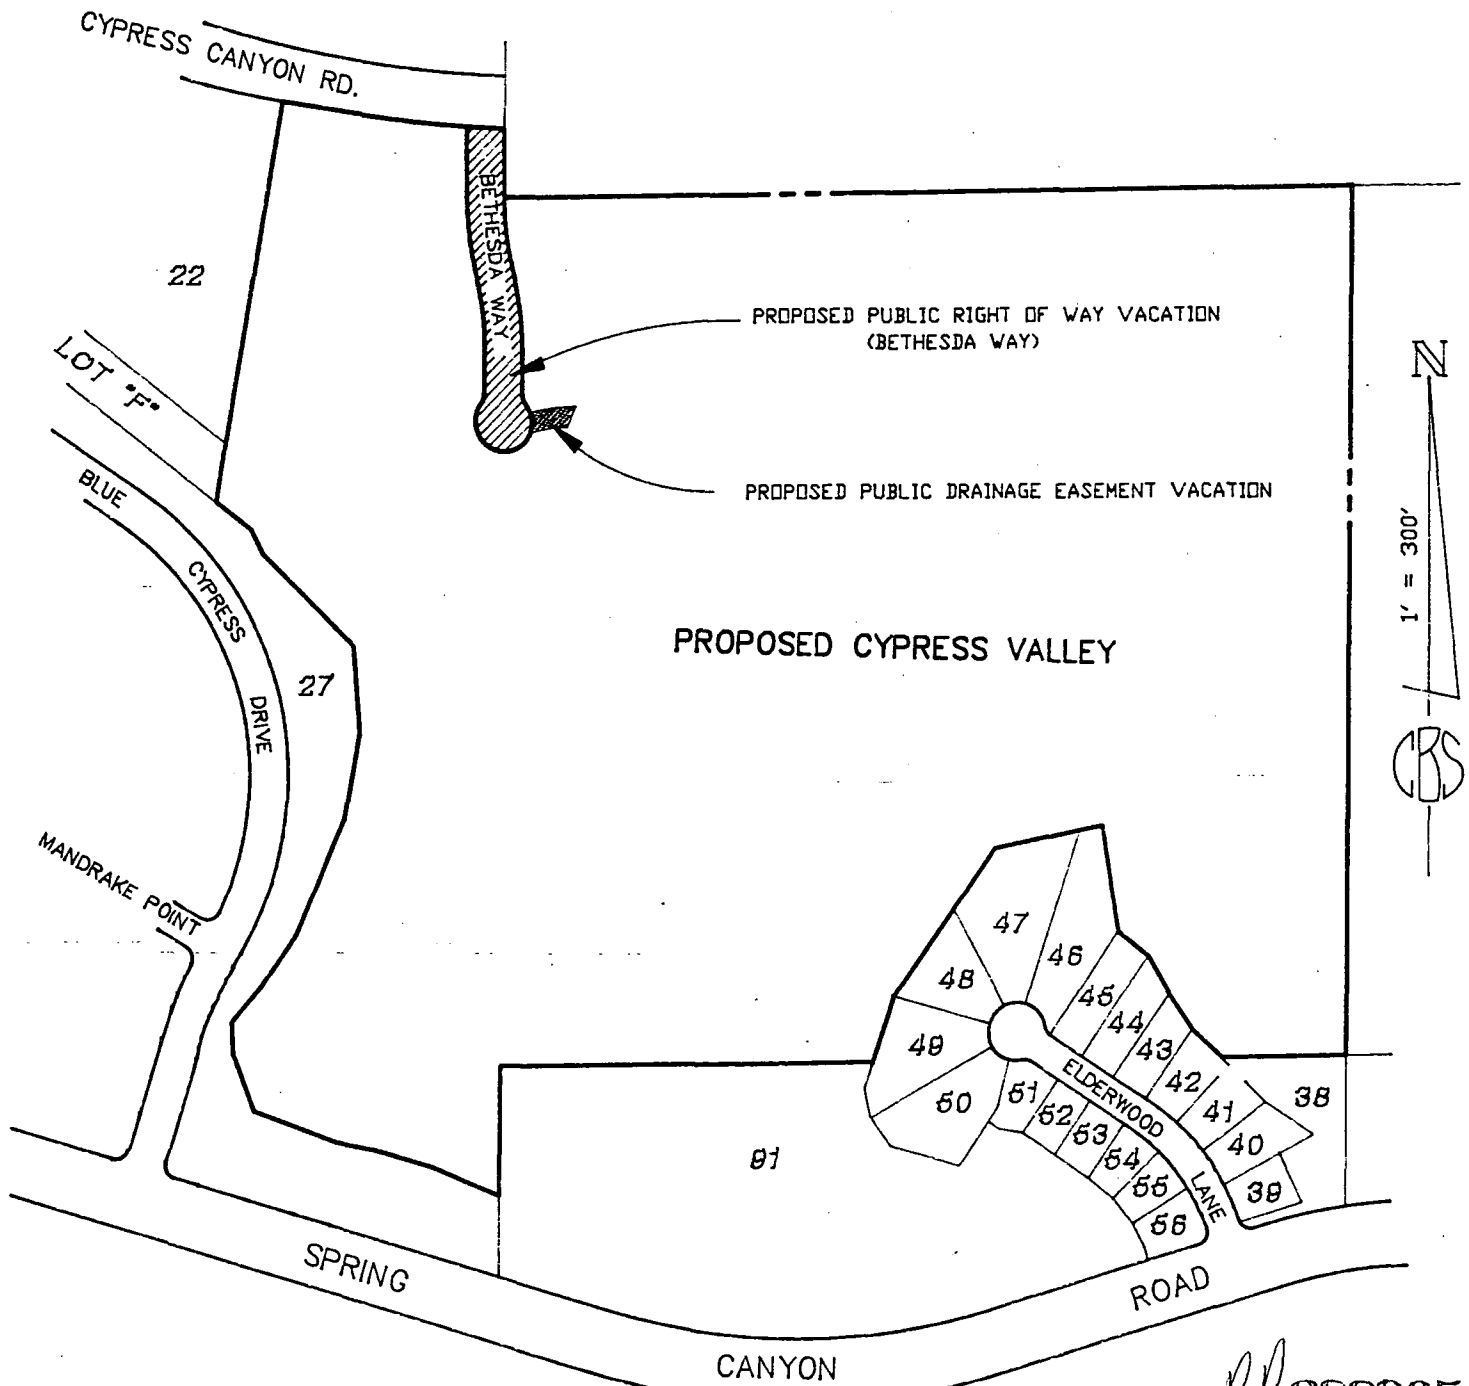 CYPRESS CANYON RD.
BETHESDA WAY
22
LOT "F"
PROPOSED PUBLIC RIGHT OF WAY VACATION
(BETHESDA WAY)
N
PROPOSED PUBLIC DRAINAGE EASEMENT VACATION
1" = 300'
BLUE CYPRESS DRIVE
PROPOSED CYPRESS VALLEY
27
CBS
MANDRAKE POINT
47
46
48
45
44
49
43
42
ELDERWOOD LANE
50
51
52
53
54
55
56
41
40
39
38
91
SPRING CANYON ROAD